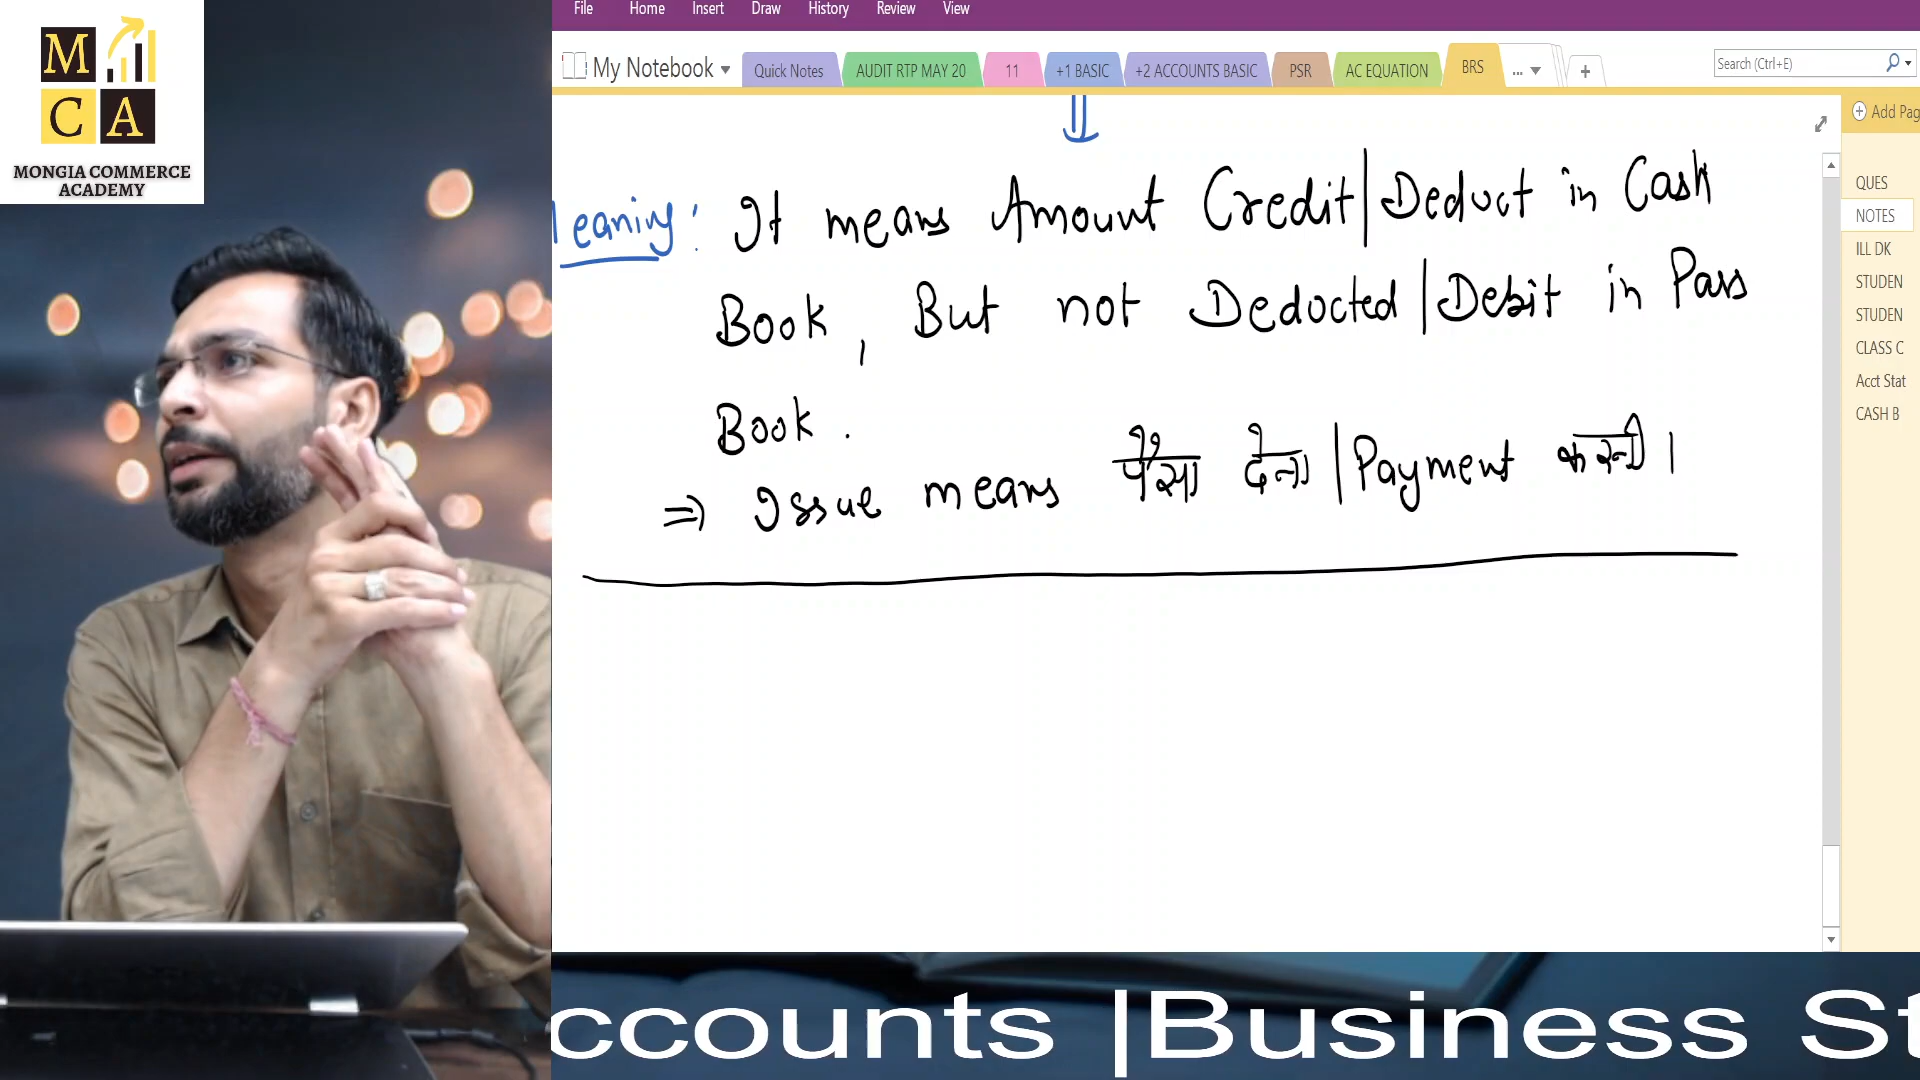 M
C A
MONGIA COMMERCE
ACADEMY
File Home Insert Draw History Review View
My Notebook Quick Notes AUDIT RTP MAY 20 11 +1 BASIC +2 ACCOUNTS BASIC PSR AC EQUATION BRS ... + Search (Ctrl+E)
Add Pag
QUES
NOTES
ILL DK
STUDEN
STUDEN
CLASS C
Acct Stat
CASH B
eaning: It means Amount Credit|Deduct in Cash
Book, But not Deducted|Debit in Pass
Book.
⇒ Issue means पैसा देना | Payment करनी ।
ccounts |Business St